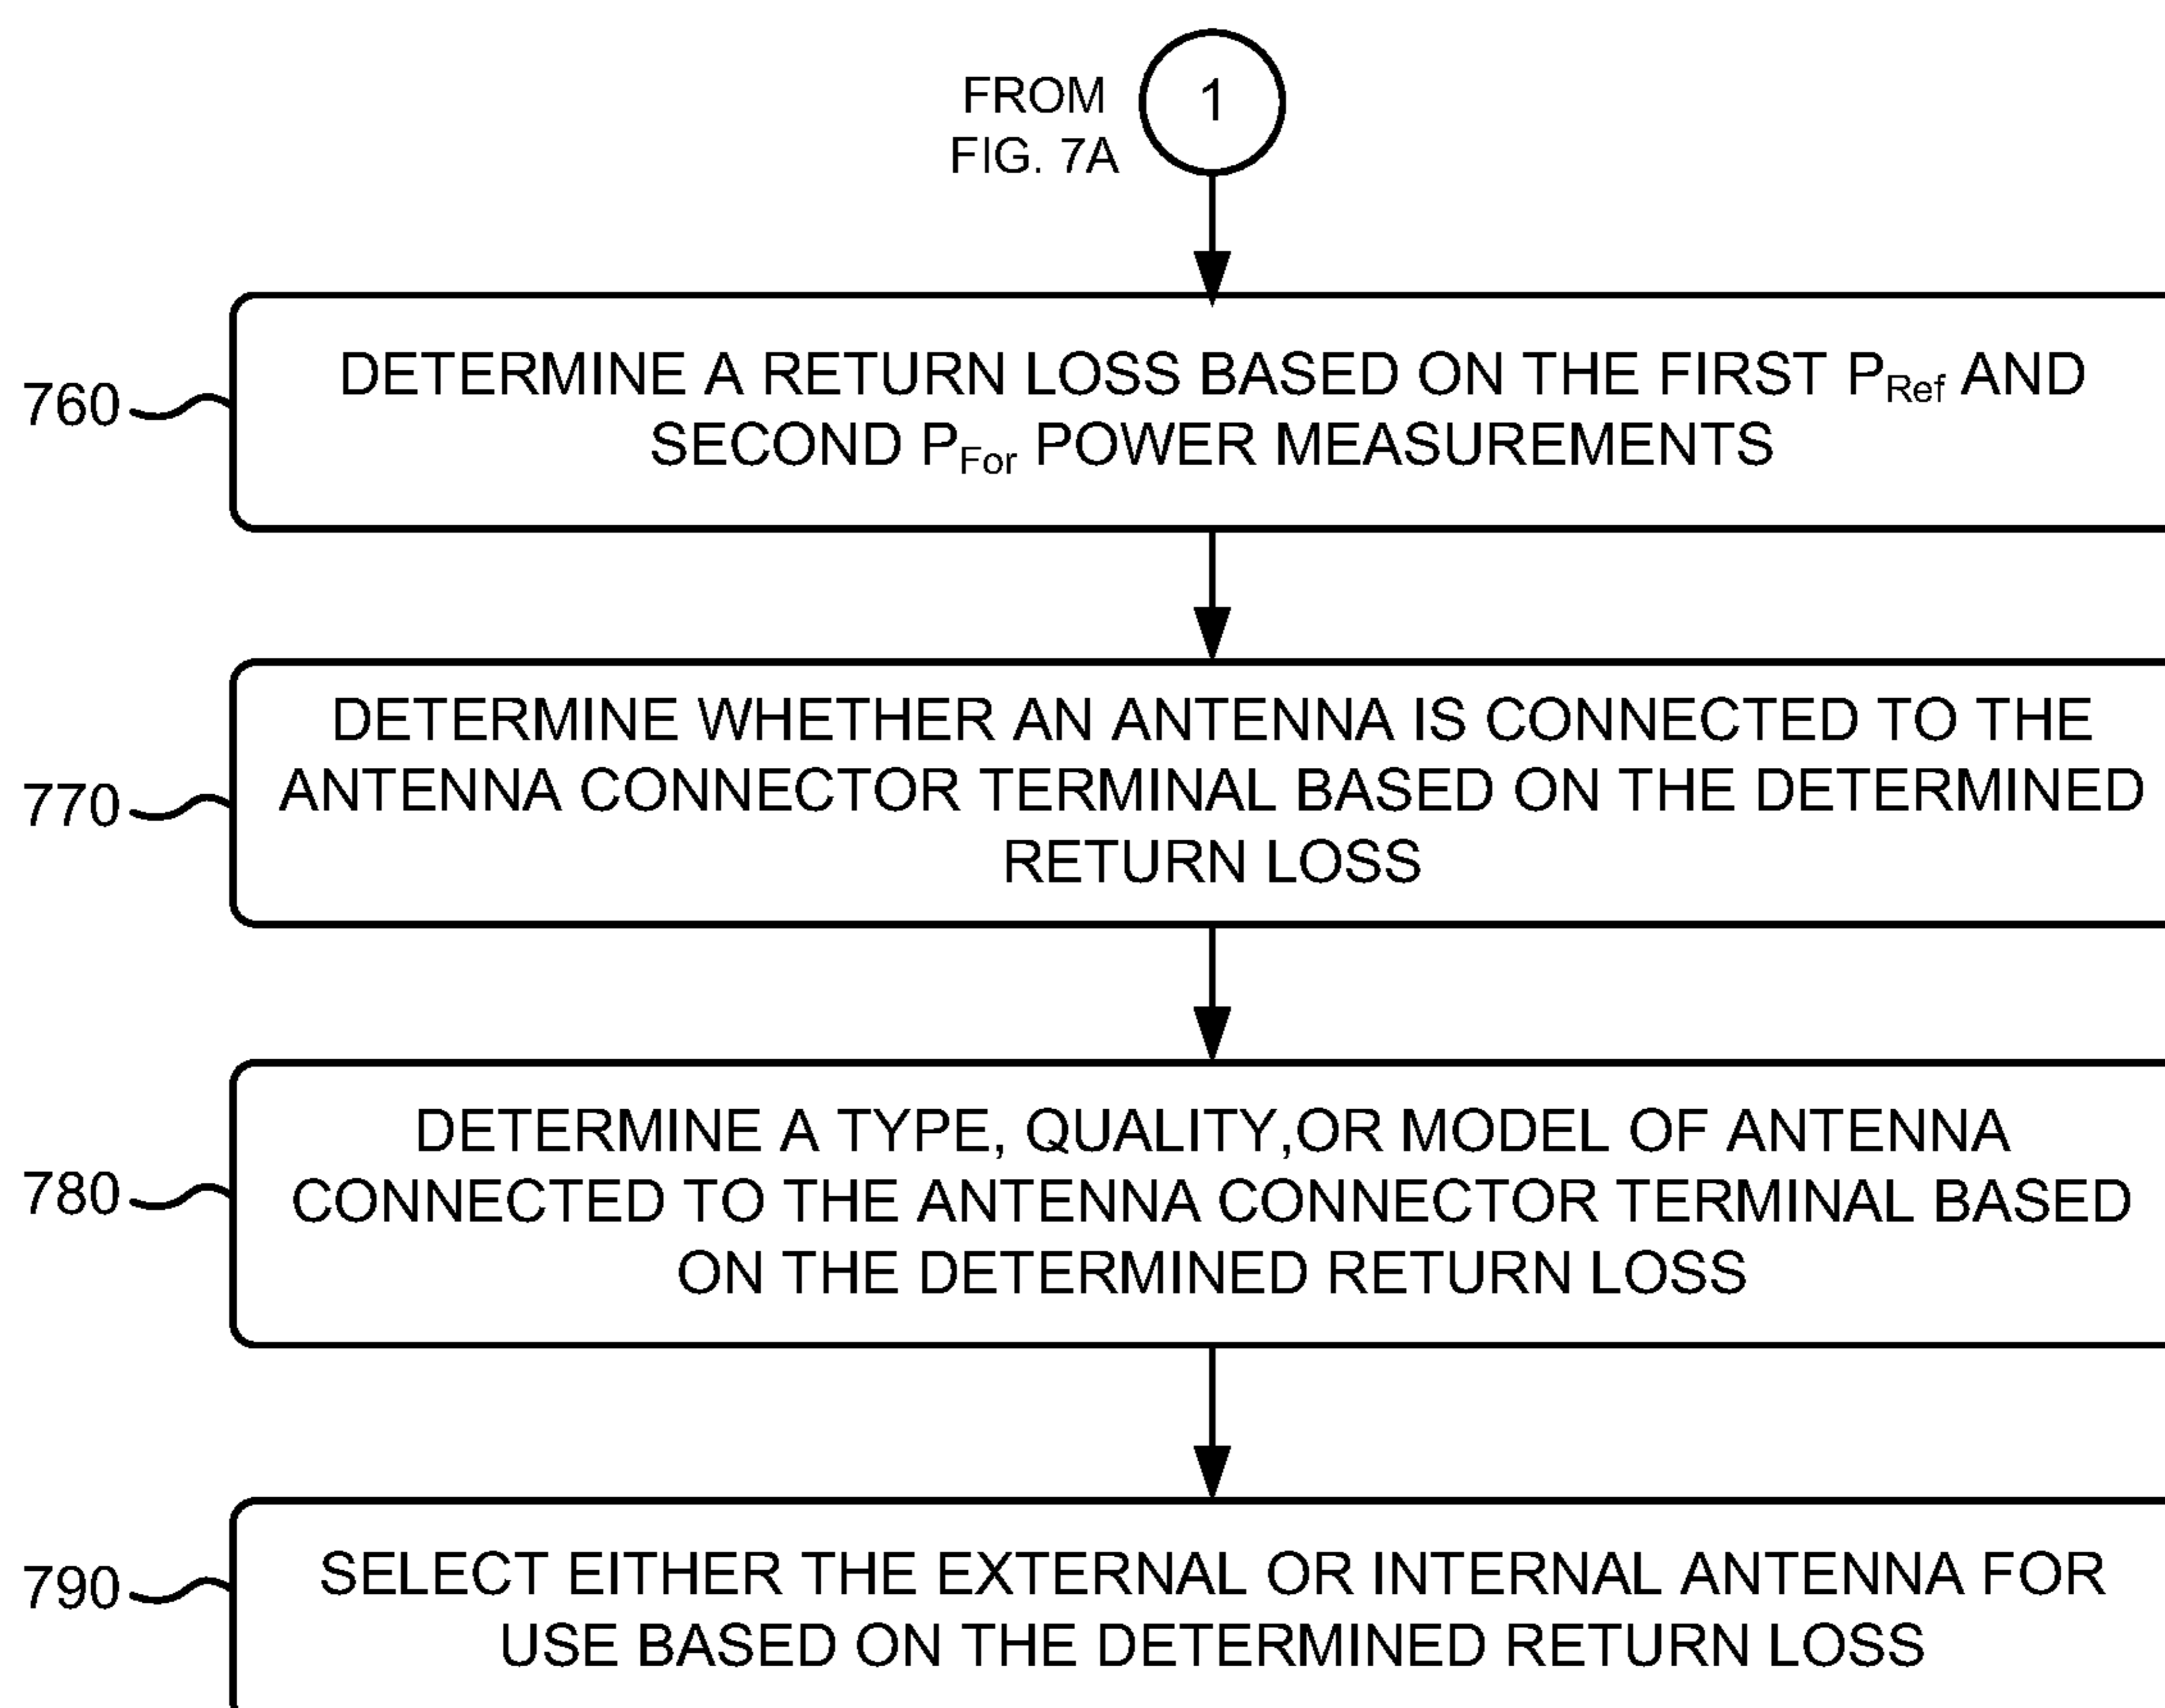 FROM
FIG. 7A
1
760
DETERMINE A RETURN LOSS BASED ON THE FIRST PRef AND
SECOND PFor POWER MEASUREMENTS
770
DETERMINE WHETHER AN ANTENNA IS CONNECTED TO THE
ANTENNA CONNECTOR TERMINAL BASED ON THE DETERMINED
RETURN LOSS
780
DETERMINE A TYPE, QUALITY,OR MODEL OF ANTENNA
CONNECTED TO THE ANTENNA CONNECTOR TERMINAL BASED
ON THE DETERMINED RETURN LOSS
790
SELECT EITHER THE EXTERNAL OR INTERNAL ANTENNA FOR
USE BASED ON THE DETERMINED RETURN LOSS